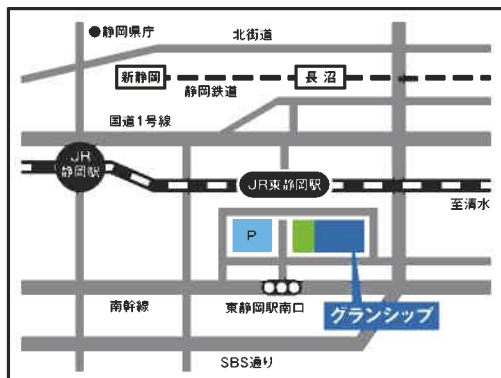 ●静岡県庁
北街道
新静岡
長沼
静岡鉄道
国道1号線
JR
静岡駅
JR東静岡駅
至清水
P
グランシップ
南幹線
東静岡駅南口
SBS通り